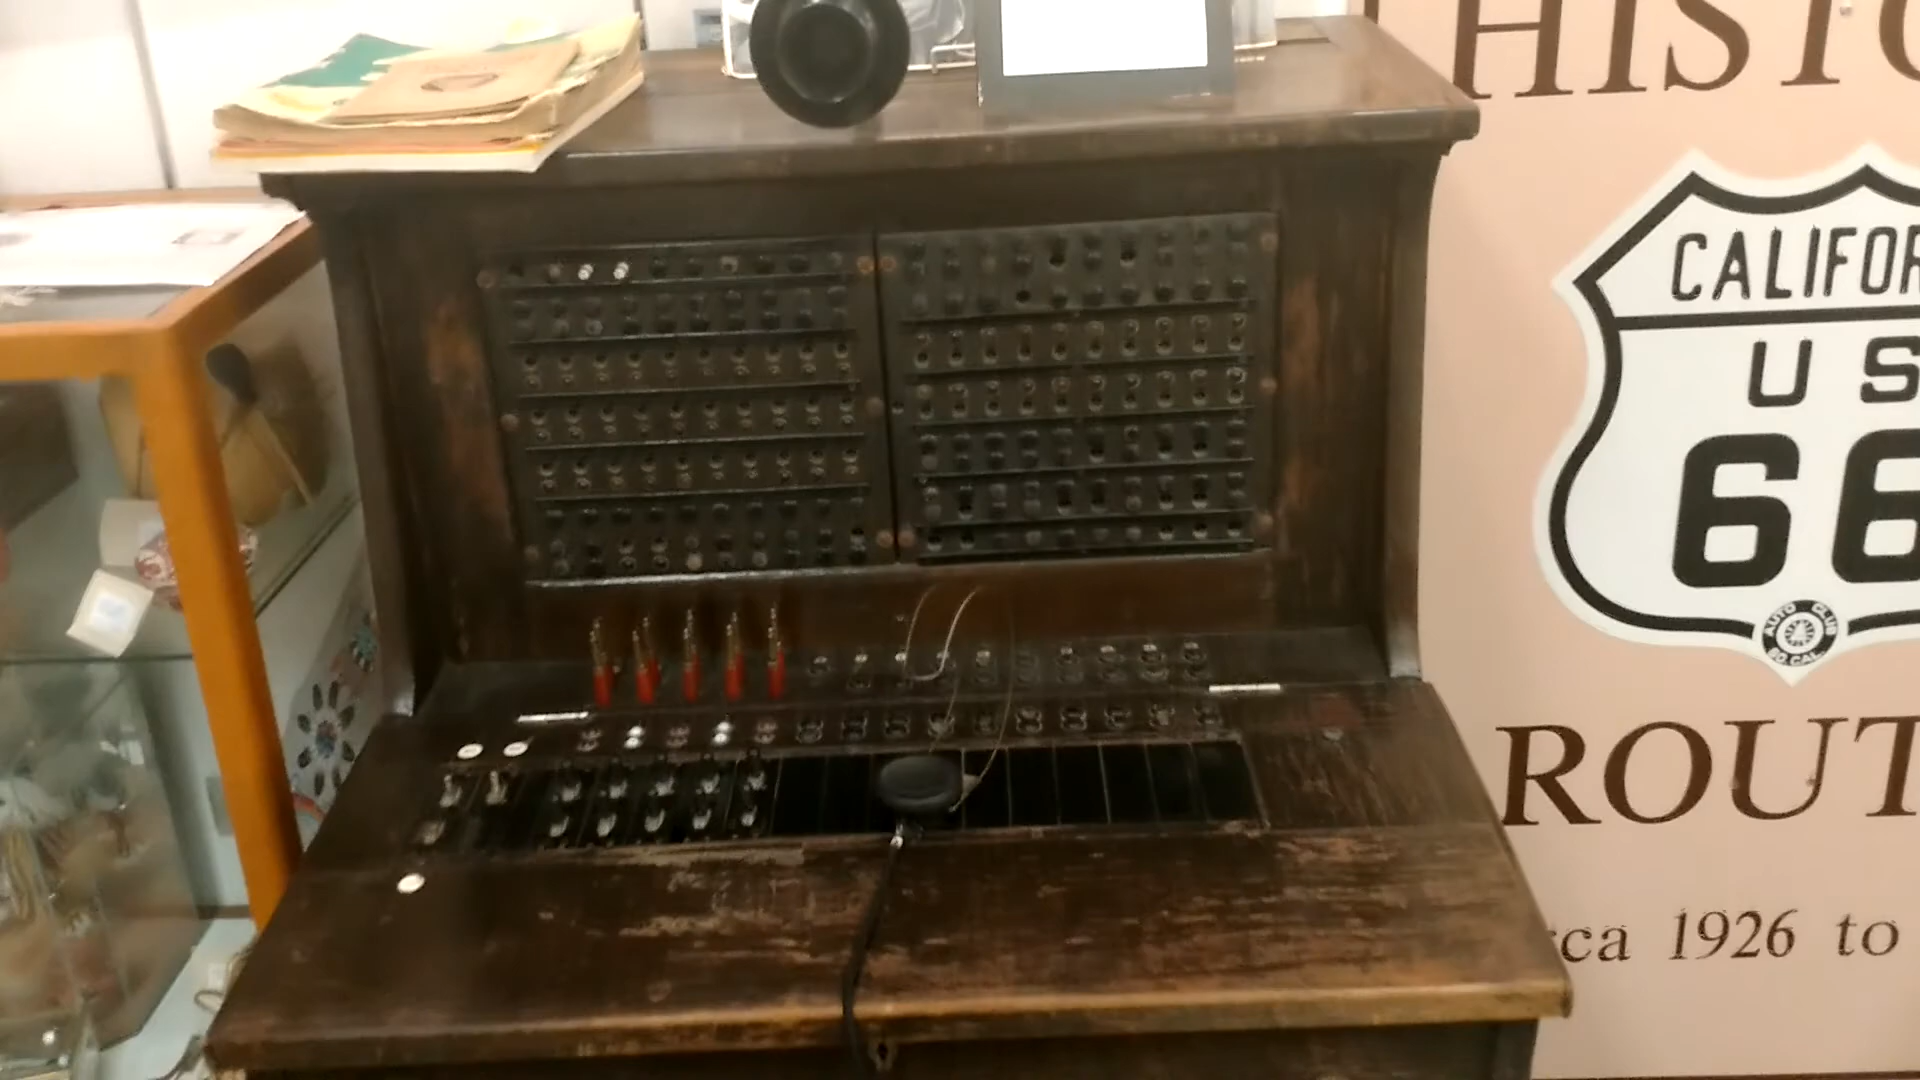 HISTO
CALIFOR
U S
66
AUTO CLUB
SO. CAL.
ROUT
rca 1926 to